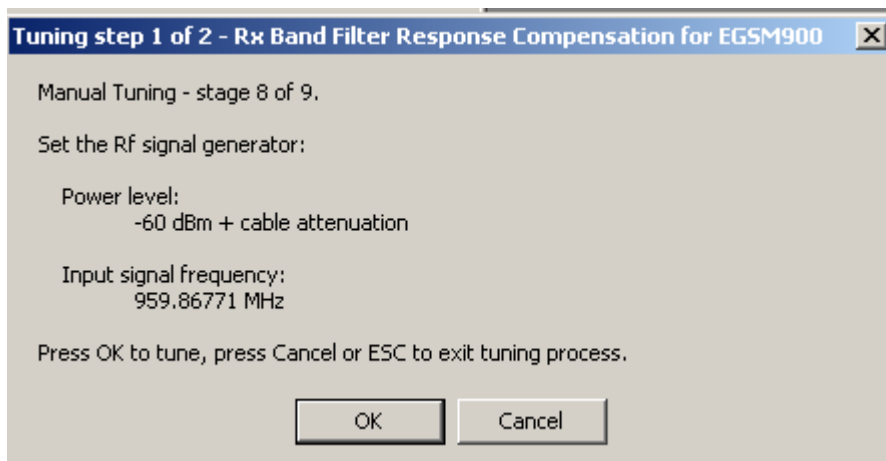 Tuning step 1 of 2 - Rx Band Filter Response Compensation for EGSM900
Manual Tuning - stage 8 of 9.
Set the Rf signal generator:
Power level:
-60 dBm + cable attenuation
Input signal frequency:
959.86771 MHz
Press OK to tune, press Cancel or ESC to exit tuning process.
OK
Cancel